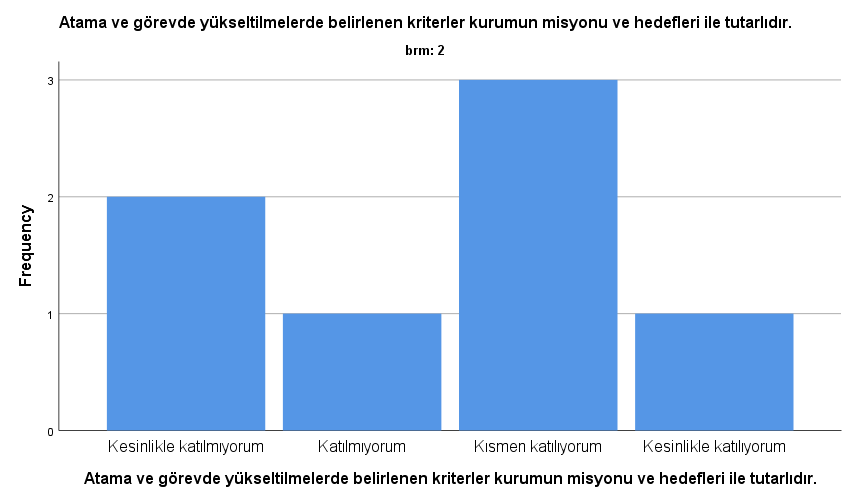 Atama ve görevde yükseltilmelerde belirlenen kriterler kurumun misyonu ve hedefleri ile tutarlıdır.
brm: 2
3
2
1
0
Frequency
Kesinlikle katılmıyorum
Katılmıyorum
Kısmen katılıyorum
Kesinlikle katılıyorum
Atama ve görevde yükseltilmelerde belirlenen kriterler kurumun misyonu ve hedefleri ile tutarlıdır.